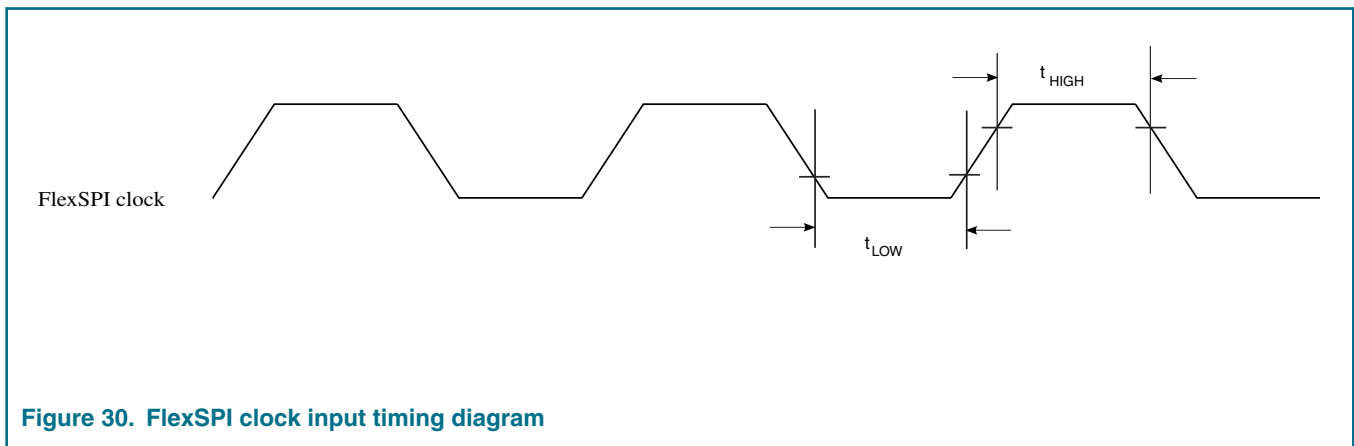 t HIGH
FlexSPI clock
t LOW
Figure 30. FlexSPI clock input timing diagram